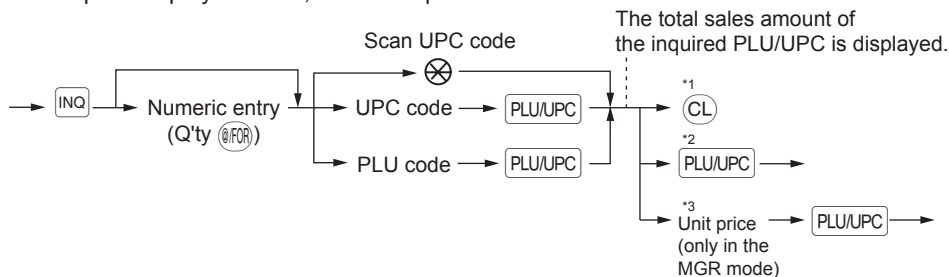 The total sales amount of
the inquired PLU/UPC is displayed.
Scan UPC code
INQ
Numeric entry
(Q'ty @/FOR)
UPC code
PLU/UPC
PLU code
PLU/UPC
*1
CL
*2
PLU/UPC
*3
Unit price
(only in the
MGR mode)
PLU/UPC